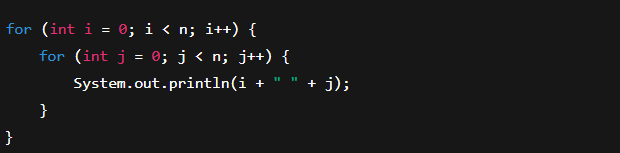 for (int i = 0; i < n; i++) {
    for (int j = 0; j < n; j++) {
        System.out.println(i + " " + j);
    }
}